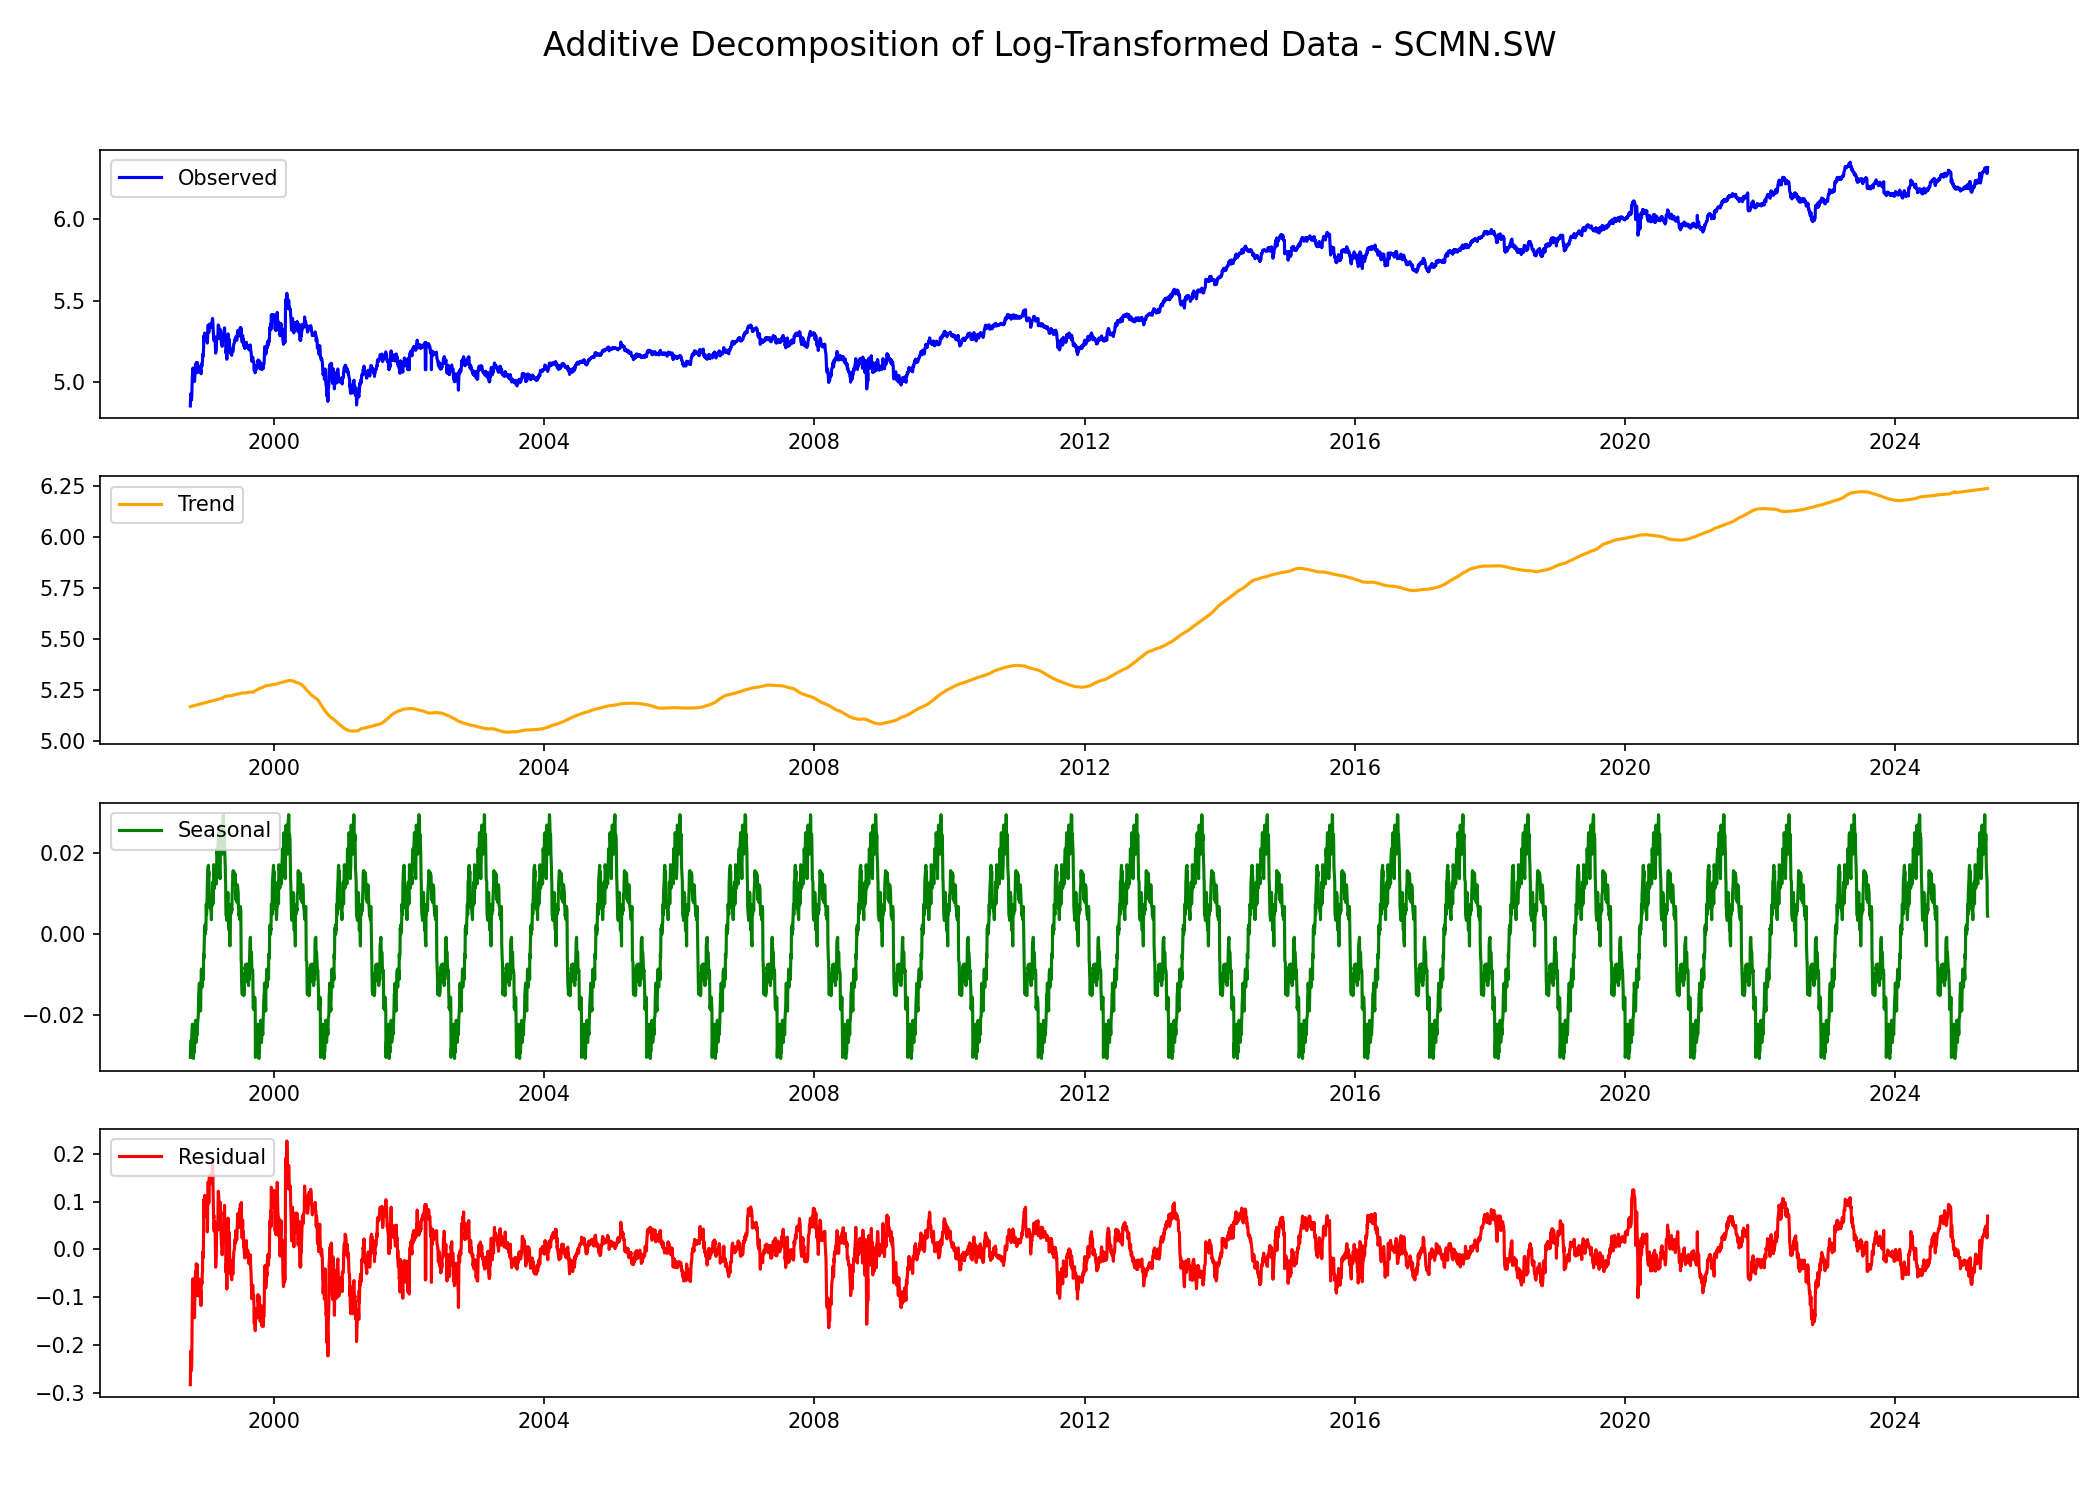 Additive Decomposition of Log-Transformed Data - SCMN.SW
Observed
6.0
5.5
5.0
2000 2004 2008 2012 2016 2020 2024
Trend
6.25
6.00
5.75
5.50
5.25
5.00
2000 2004 2008 2012 2016 2020 2024
Seasonal
0.02
0.00
−0.02
2000 2004 2008 2012 2016 2020 2024
Residual
0.2
0.1
0.0
−0.1
−0.2
−0.3
2000 2004 2008 2012 2016 2020 2024